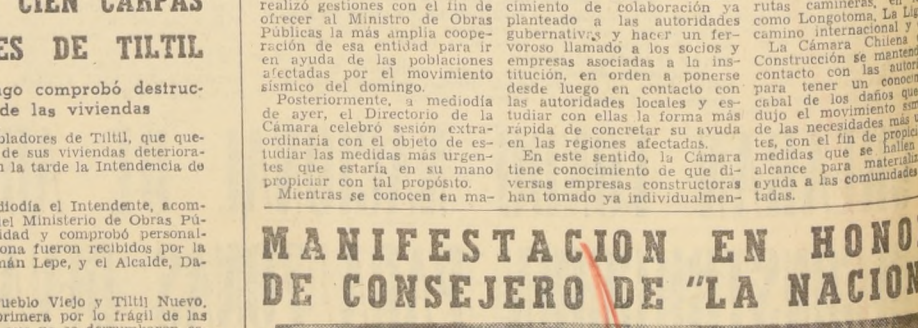 CIEN CARPAS
ES DE TILTIL
ago comprobó destruc-
de las viviendas
bladores de Tiltil, que que-
de sus viviendas deteriora-
n la tarde la Intendencia de
diodía el Intendente, acom-
del Ministerio de Obras Pú-
idad y comprobó personal-
ona fueron recibidos por la
mán Lepe, y el Alcalde, Da-
ueblo Viejo y Tiltil Nuevo,
primera por lo frágil de las
realizó gestiones con el fin de
ofrecer al Ministro de Obras
Públicas la más amplia coope-
ración de esa entidad para ir
en ayuda de las poblaciones
afectadas por el movimiento
sísmico del domingo.
Posteriormente, a mediodía
de ayer, el Directorio de la
Cámara celebró sesión extra-
ordinaria con el objeto de es-
tudiar las medidas más urgen-
tes que estaría en su mano
propiciar con tal propósito.
Mientras se conocen en ma-
cimiento de colaboración ya
planteado a las autoridades
gubernativas y hacer un fer-
voroso llamado a los socios y
empresas asociadas a la ins-
titución, en orden a ponerse
desde luego en contacto con
las autoridades locales y es-
tudiar con ellas la forma más
rápida de concretar su ayuda
en las regiones afectadas.
En este sentido, la Cámara
tiene conocimiento de que di-
versas empresas constructoras
han tomado ya individualmen-
rutas camineras, en
como Longotoma, La Lig
camino internacional y
La Cámara Chilena
Construcción se mantend
contacto con las autori
para tener un conoci
cabal de los daños que
dujo el movimiento sísm
de las necesidades más u
tes, con el fin de propic
medidas que se hallen
alcance para materializ
ayuda a las comunidades
tadas.
MANIFESTACION EN HONO
DE CONSEJERO DE "LA NACION